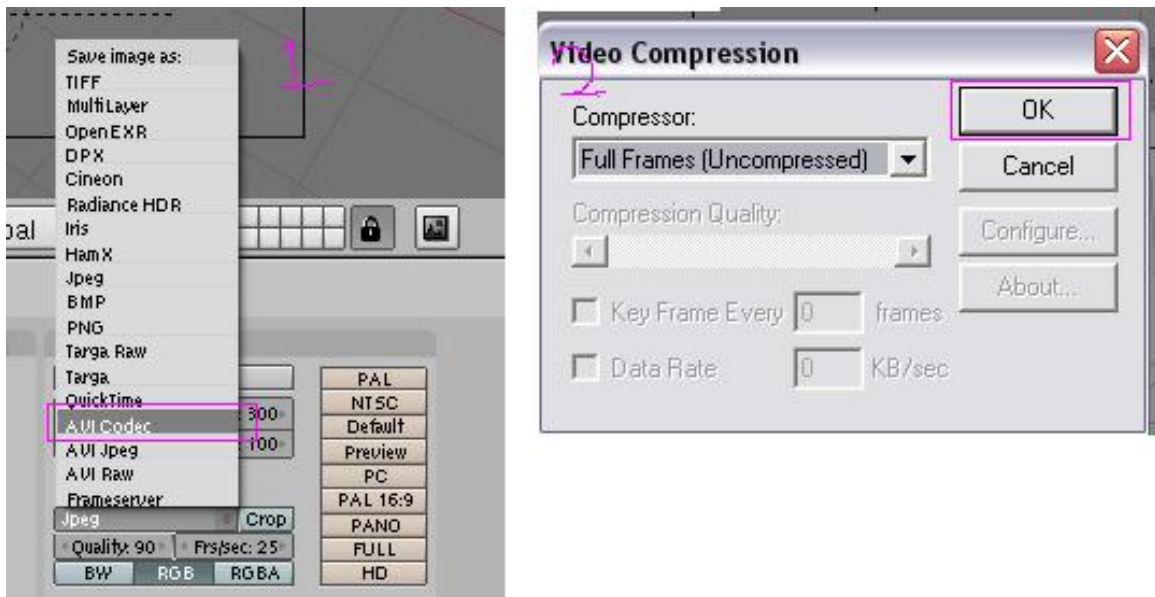 1
Save image as:
TIFF
MultiLayer
OpenEXR
DPX
Cineon
Radiance HDR
Iris
HamX
Jpeg
BMP
PNG
Targa Raw
Targa
QuickTime
AVI Codec
AVI Jpeg
AVI Raw
Frameserver
Jpeg
Crop
Quality: 90
Frs/sec: 25
BW
RGB
RGBA
300
100
PAL
NTSC
Default
Preview
PC
PAL 16:9
PANO
FULL
HD
2
Video Compression
Compressor:
Full Frames (Uncompressed)
OK
Cancel
Compression Quality:
Configure...
About...
Key Frame Every 0 frames
Data Rate 0 KB/sec